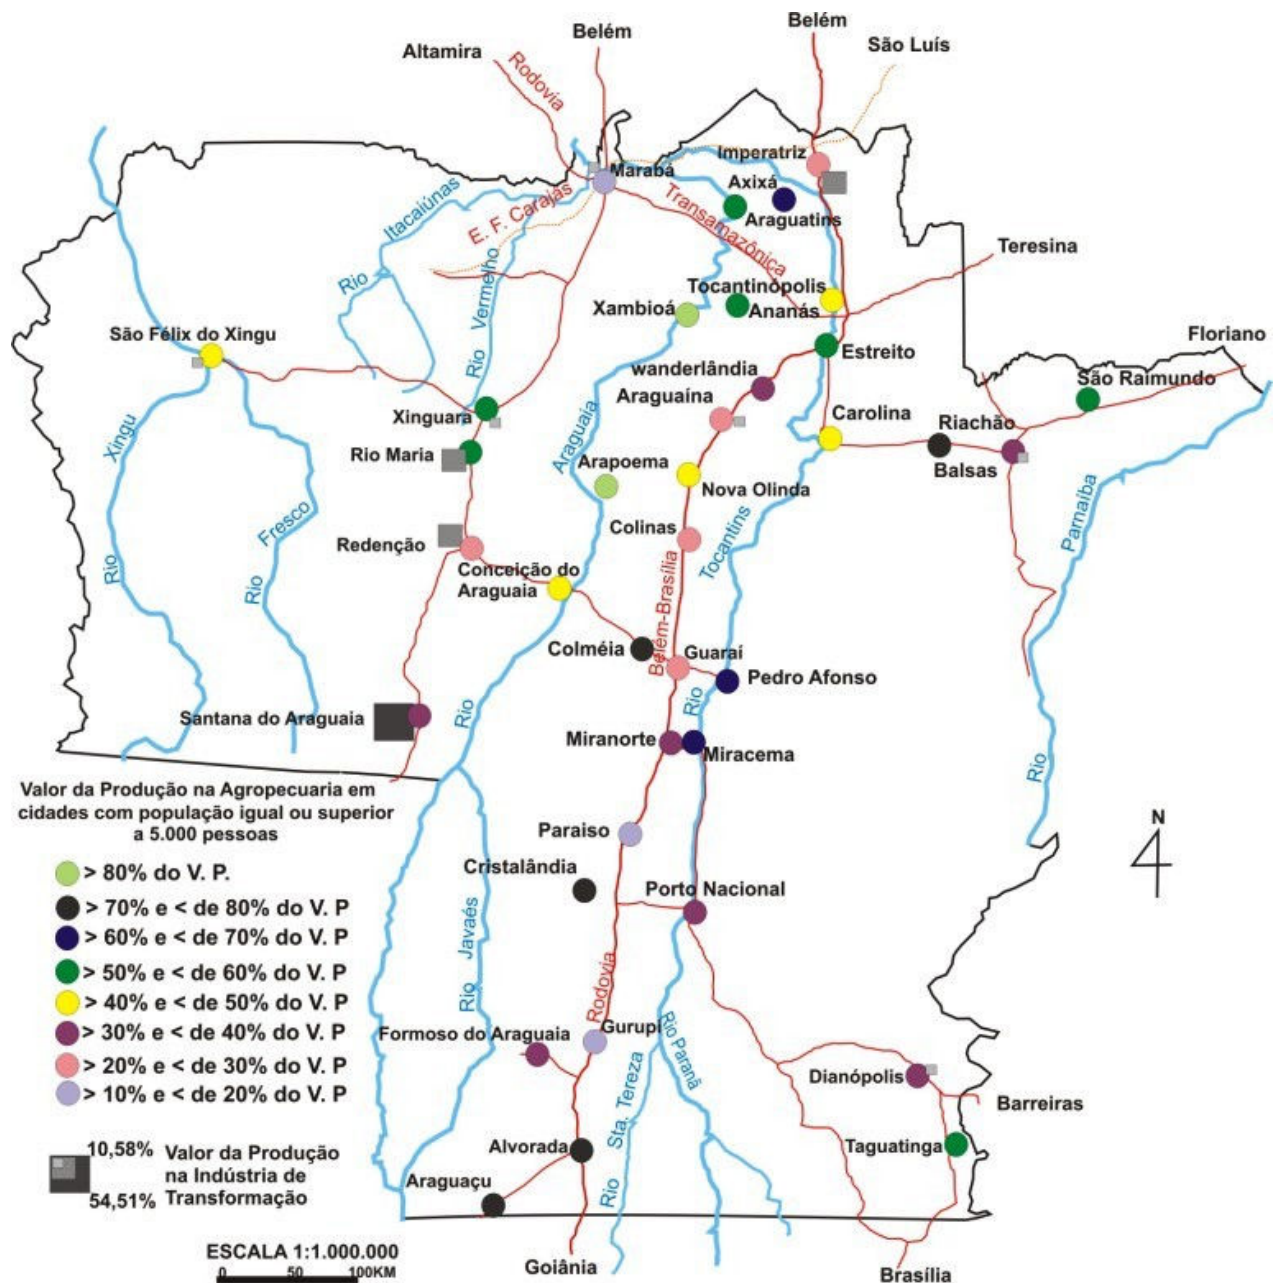 Belém
Belém
São Luís
Altamira
Rodovia
Imperatriz
Marabá
Axixá
Araguatins
Itacaiúnas
Rio
E. F. Carajás
Transamazônica
Teresina
Rio Vermelho
Tocantinópolis
Ananás
Xambioá
São Félix do Xingu
Estreito
Floriano
wanderlândia
São Raimundo
Araguaína
Xinguara
Carolina
Riachão
Balsas
Rio Maria
Xingu
Araguaia
Arapoema
Nova Olinda
Colinas
Tocantins
Parnaíba
Fresco
Redenção
Conceição do
Araguaia
Rio
Rio
Belém-Brasília
Colméia
Guaraí
Pedro Afonso
Rio
Rio
Santana do Araguaia
Miranorte
Miracema
Rio
Valor da Produção na Agropecuaria em
cidades com população igual ou superior
a 5.000 pessoas
> 80% do V. P.
> 70% e < de 80% do V. P
> 60% e < de 70% do V. P
> 50% e < de 60% do V. P
> 40% e < de 50% do V. P
> 30% e < de 40% do V. P
> 20% e < de 30% do V. P
> 10% e < de 20% do V. P
Paraiso
N
Cristalândia
Porto Nacional
Rio Javaés
Rodovia
Formoso do Araguaia
Gurupi
Rio Paranã
Rio Sta. Tereza
Dianópolis
Barreiras
Taguatinga
Alvorada
Araguaçu
10,58%
54,51%
Valor da Produção
na Indústria de
Transformação
ESCALA 1:1.000.000
0 50 100KM
Goiânia
Brasília